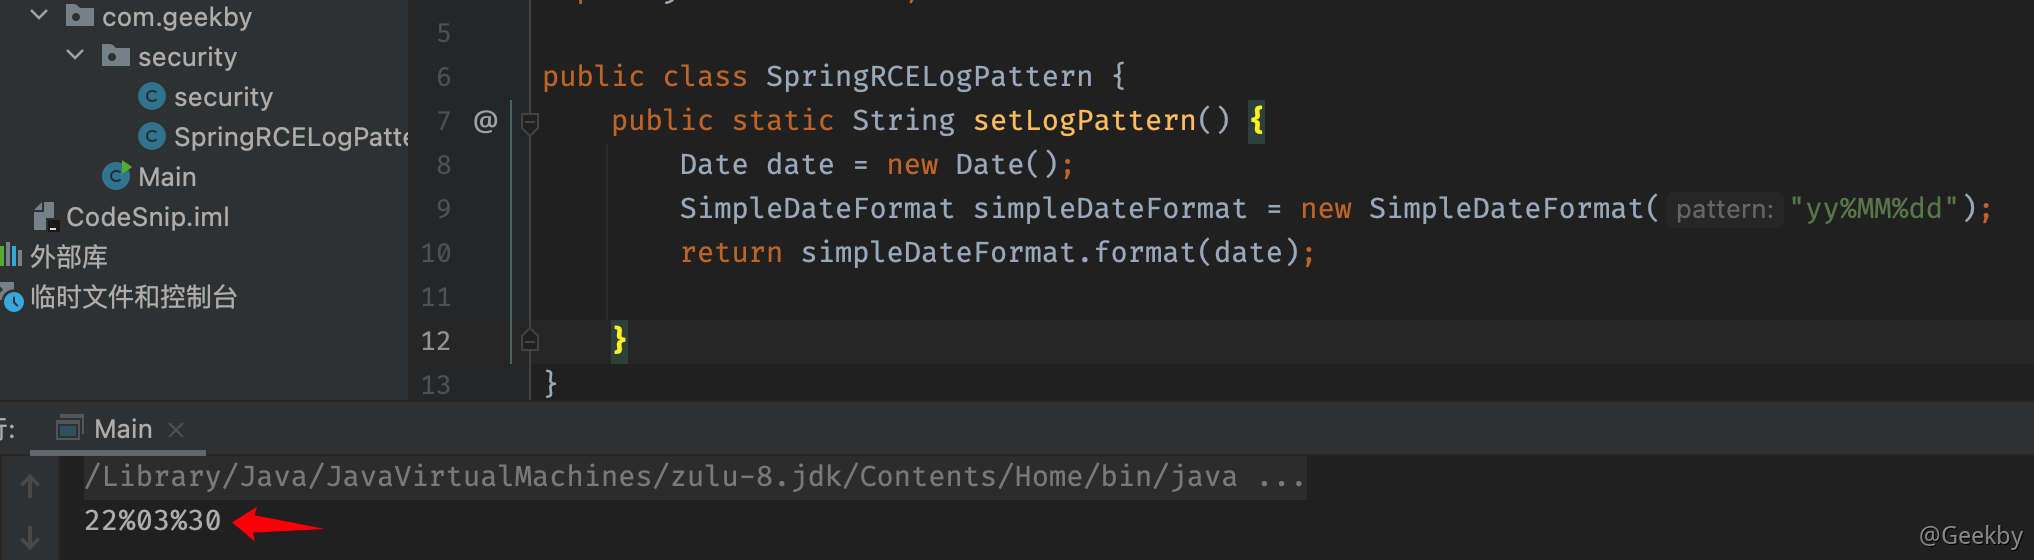 com.geekby
security
security
SpringRCELogPatte
Main
CodeSnip.iml
外部库
临时文件和控制台
5
6 public class SpringRCELogPattern {
7 @ public static String setLogPattern() {
8 Date date = new Date();
9 SimpleDateFormat simpleDateFormat = new SimpleDateFormat( pattern: "yy%MM%dd");
10 return simpleDateFormat.format(date);
11
12 }
13 }
Main
/Library/Java/JavaVirtualMachines/zulu-8.jdk/Contents/Home/bin/java ...
22%03%30
@Geekby